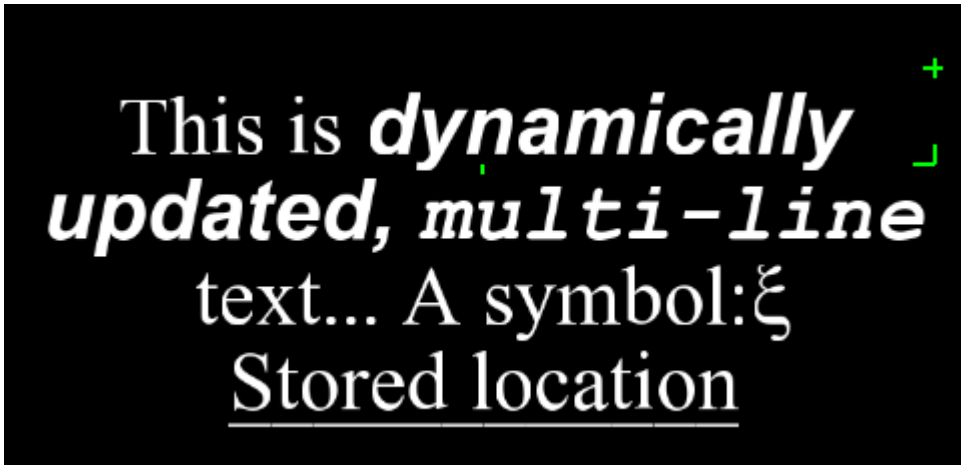 This is dynamically
updated, multi-line
text... A symbol:ξ
Stored location